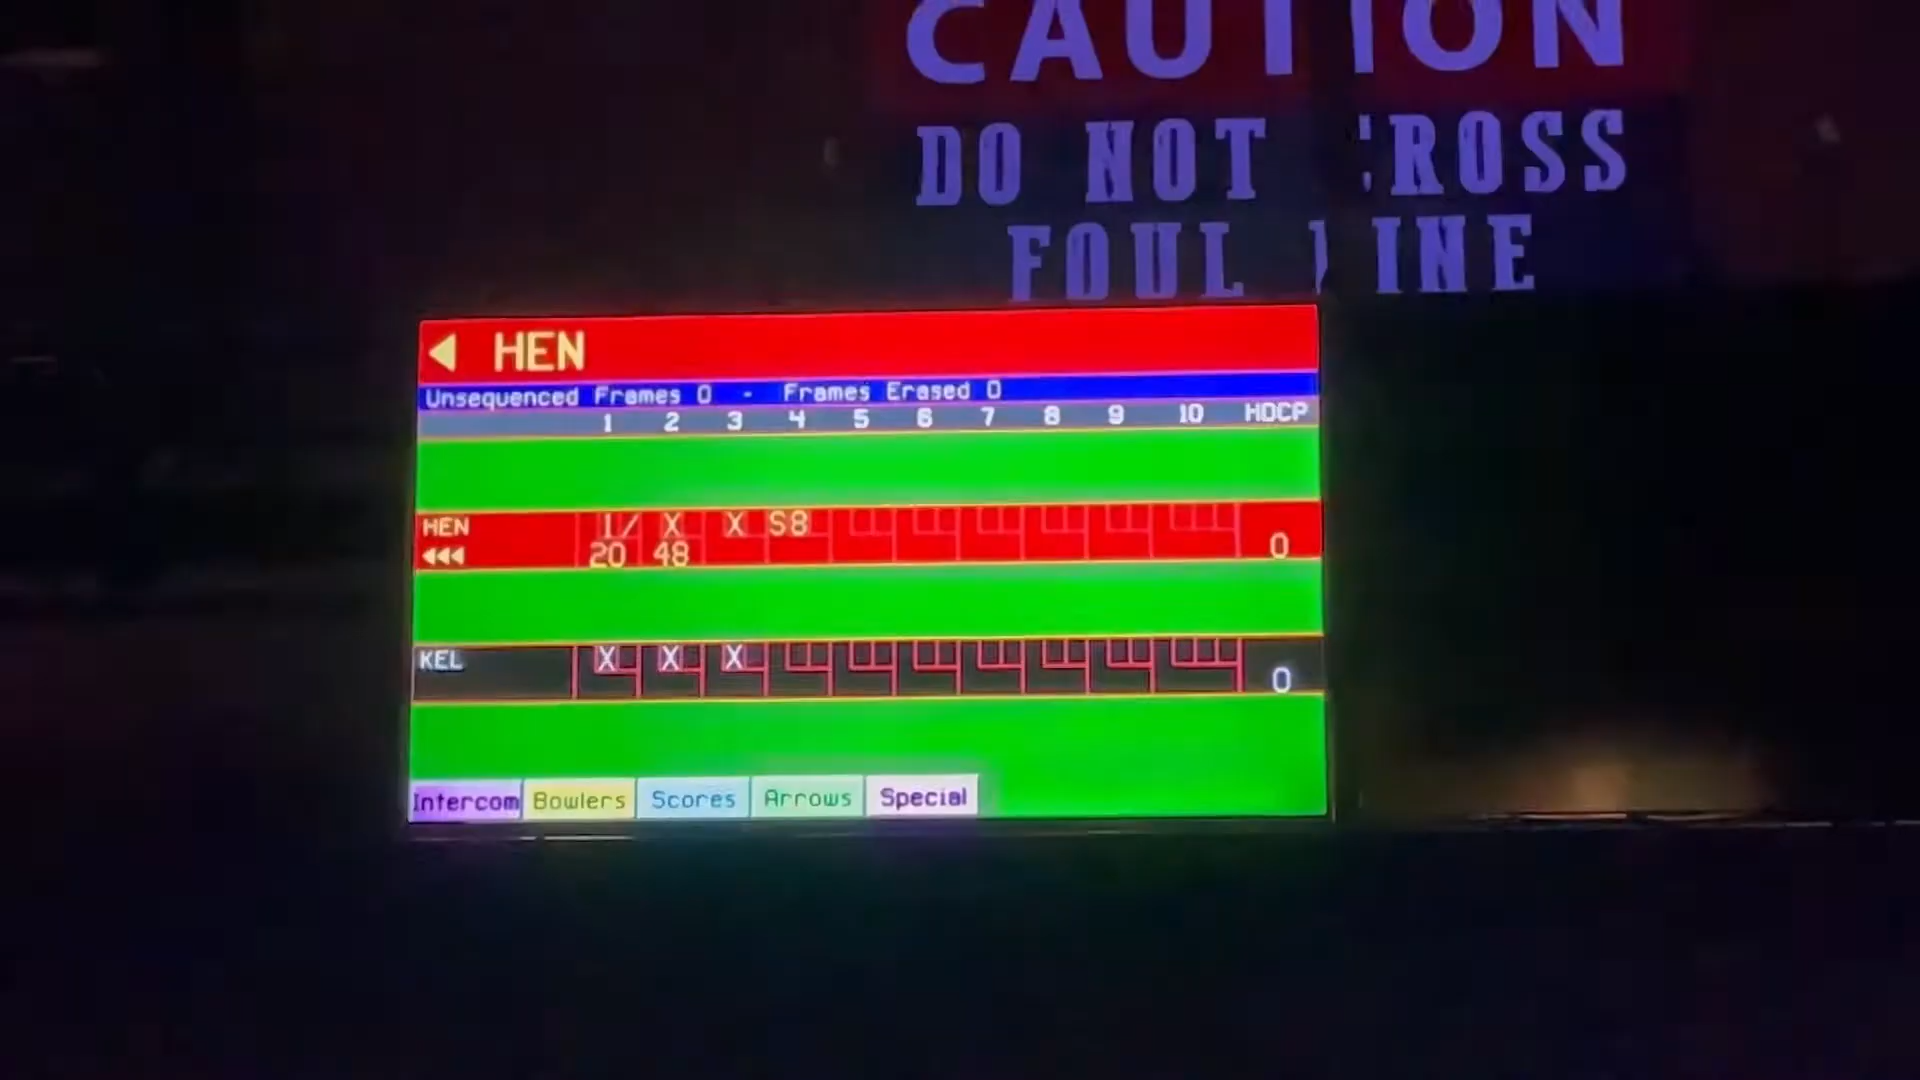 CAUTION
DO NOT CROSS
FOUL LINE
HEN
Unsequenced Frames 0 - Frames Erased 0
1 2 3 4 5 6 7 8 9 10 HDCP
HEN 1/ X X S8
20 48 0
KEL X X X
0
Intercom Bowlers Scores Arrows Special